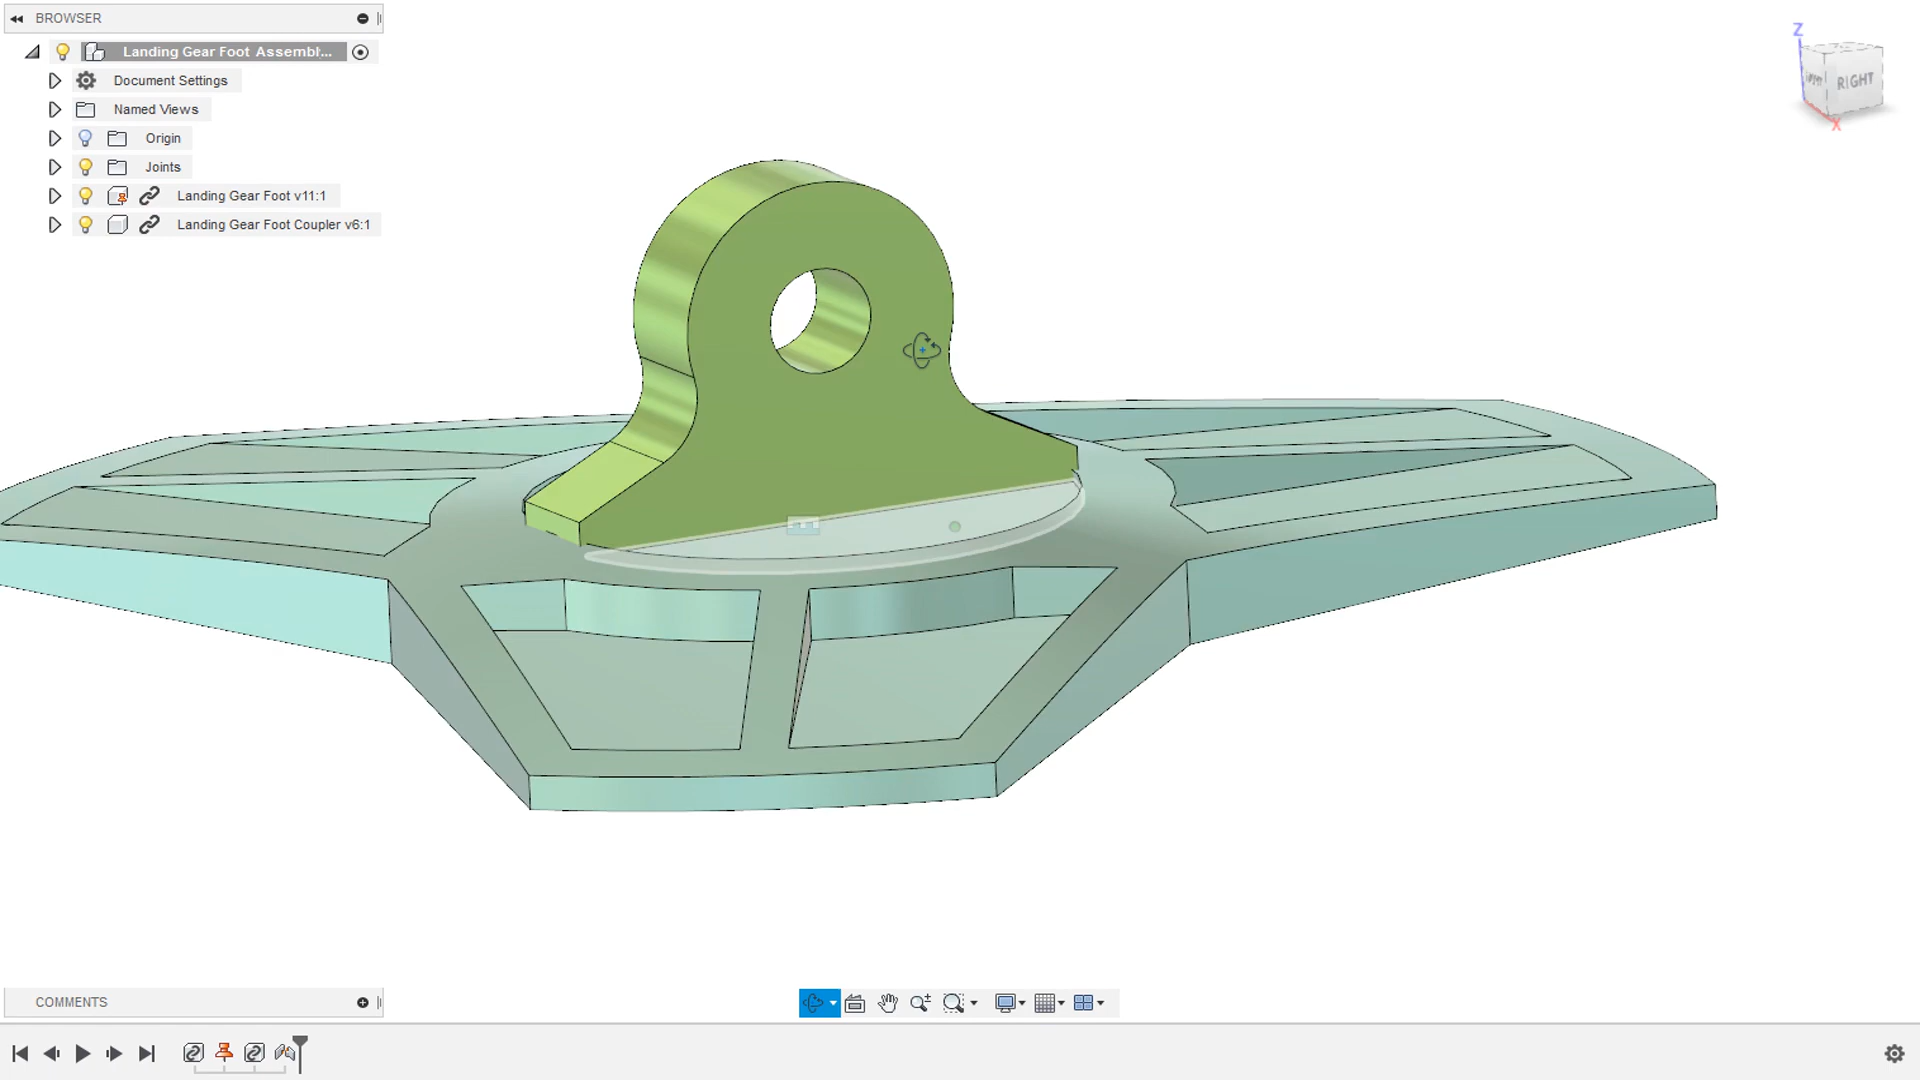 BROWSER
Landing Gear Foot Assembl...
Document Settings
Named Views
Origin
Joints
Landing Gear Foot v11:1
Landing Gear Foot Coupler v6:1
Z
RIGHT
X
COMMENTS